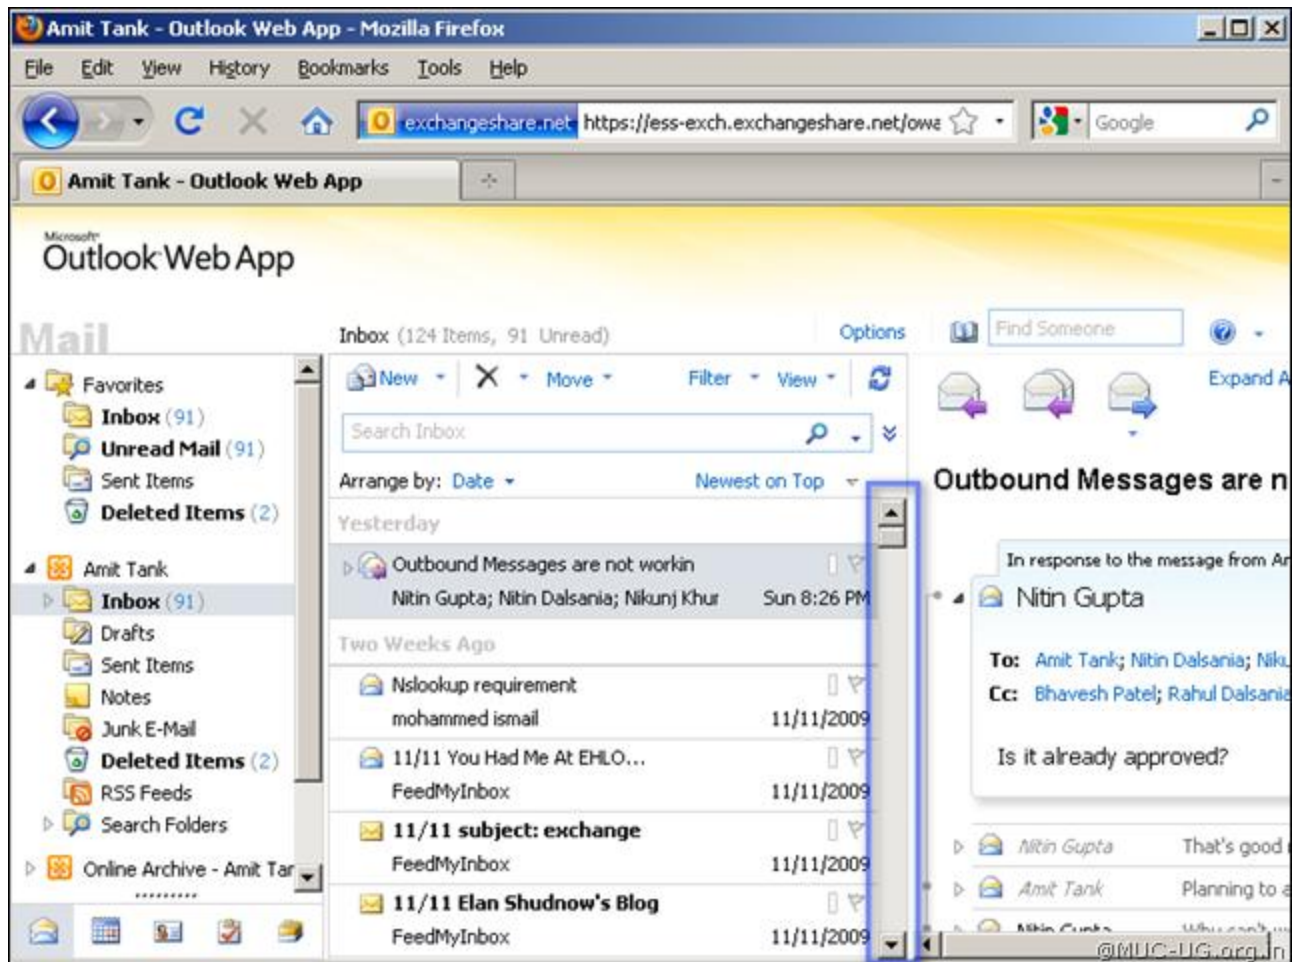 Amit Tank - Outlook Web App - Mozilla Firefox
File Edit View History Bookmarks Tools Help
exchangeshare.net https://ess-exch.exchangeshare.net/owa Google
Amit Tank - Outlook Web App
Microsoft
Outlook Web App
Mail
Inbox (124 Items, 91 Unread) Options Find Someone
Favorites
Inbox (91)
Unread Mail (91)
Sent Items
Deleted Items (2)
Amit Tank
Inbox (91)
Drafts
Sent Items
Notes
Junk E-Mail
Deleted Items (2)
RSS Feeds
Search Folders
Online Archive - Amit Tar
New Move Filter View
Search Inbox
Arrange by: Date Newest on Top
Yesterday
Outbound Messages are not workin
Nitin Gupta; Nitin Dalsania; Nikunj Khur Sun 8:26 PM
Two Weeks Ago
Nslookup requirement
mohammed ismail 11/11/2009
11/11 You Had Me At EHLO...
FeedMyInbox 11/11/2009
11/11 subject: exchange
FeedMyInbox 11/11/2009
11/11 Elan Shudnow's Blog
FeedMyInbox 11/11/2009
Expand A
Outbound Messages are n
In response to the message from Am
Nitin Gupta
To: Amit Tank; Nitin Dalsania; Niku
Cc: Bhavesh Patel; Rahul Dalsania
Is it already approved?
Nitin Gupta That's good
Amit Tank Planning to a
Nitin Gupta Why can't
@MUC-UG.org.in